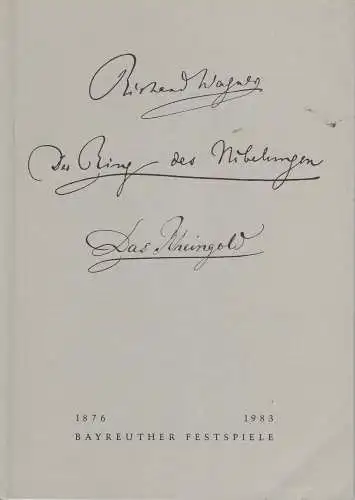 Richard Wagner
Der Ring des Nibelungen
Das Rheingold
1876 1983
BAYREUTHER FESTSPIELE